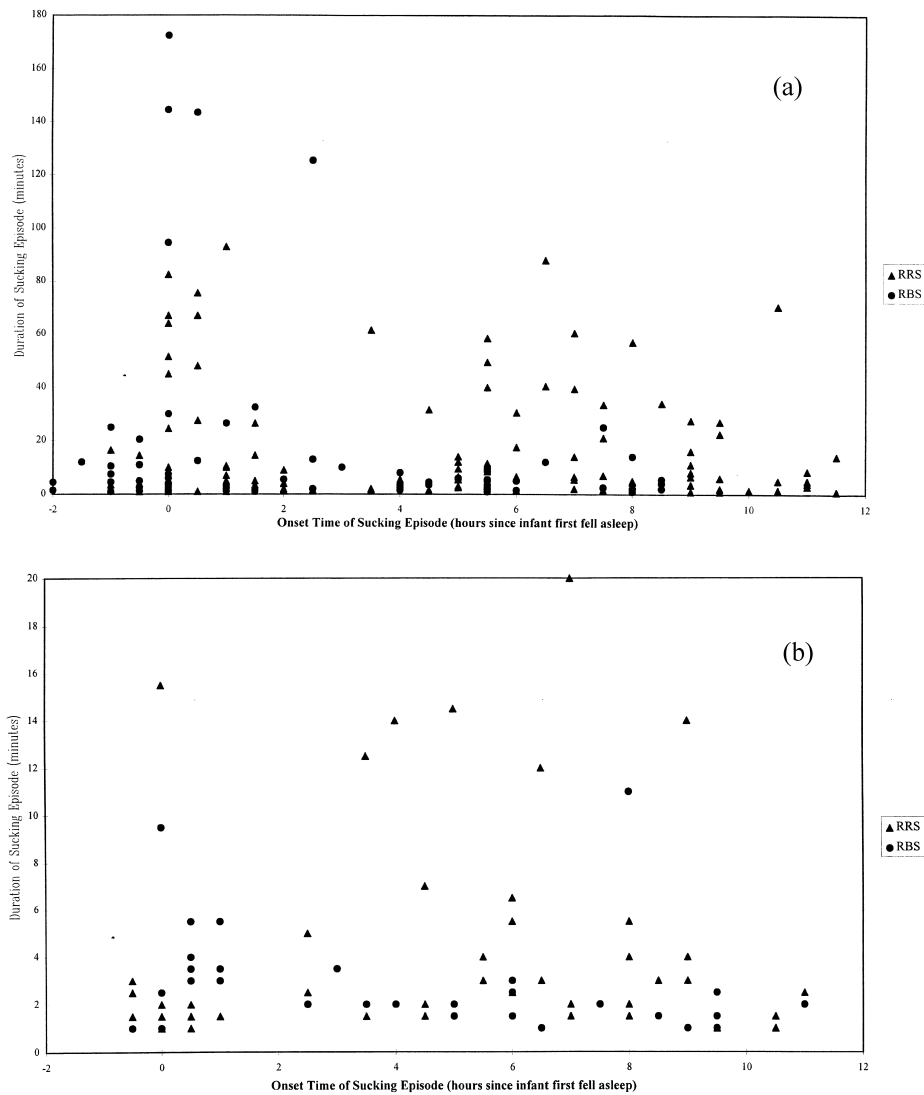 180
160
140
120
100
80
60
40
20
0
Duration of Sucking Episode (minutes)
(a)
RRS
RBS
-2 0 2 4 6 8 10 12
Onset Time of Sucking Episode (hours since infant first fell asleep)
20
16
14
12
10
8
6
4
2
0
Duration of Sucking Episode (minutes)
(b)
RRS
RBS
-2 0 2 4 6 8 10 12
Onset Time of Sucking Episode (hours since infant first fell asleep)